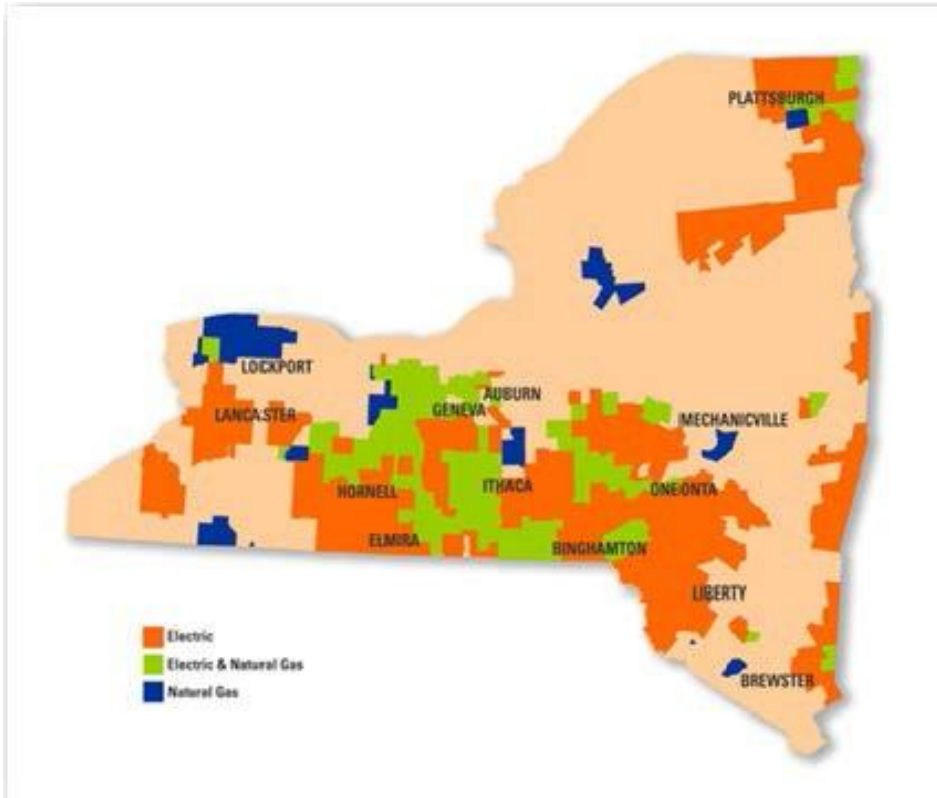 PLATTSBURGH
LOCKPORT
LANCASTER
AUBURN
GENEVA
MECHANICVILLE
HORNELL
ITHACA
ONEONTA
ELMIRA
BINGHAMTON
LIBERTY
BREWSTER
Electric
Electric & Natural Gas
Natural Gas